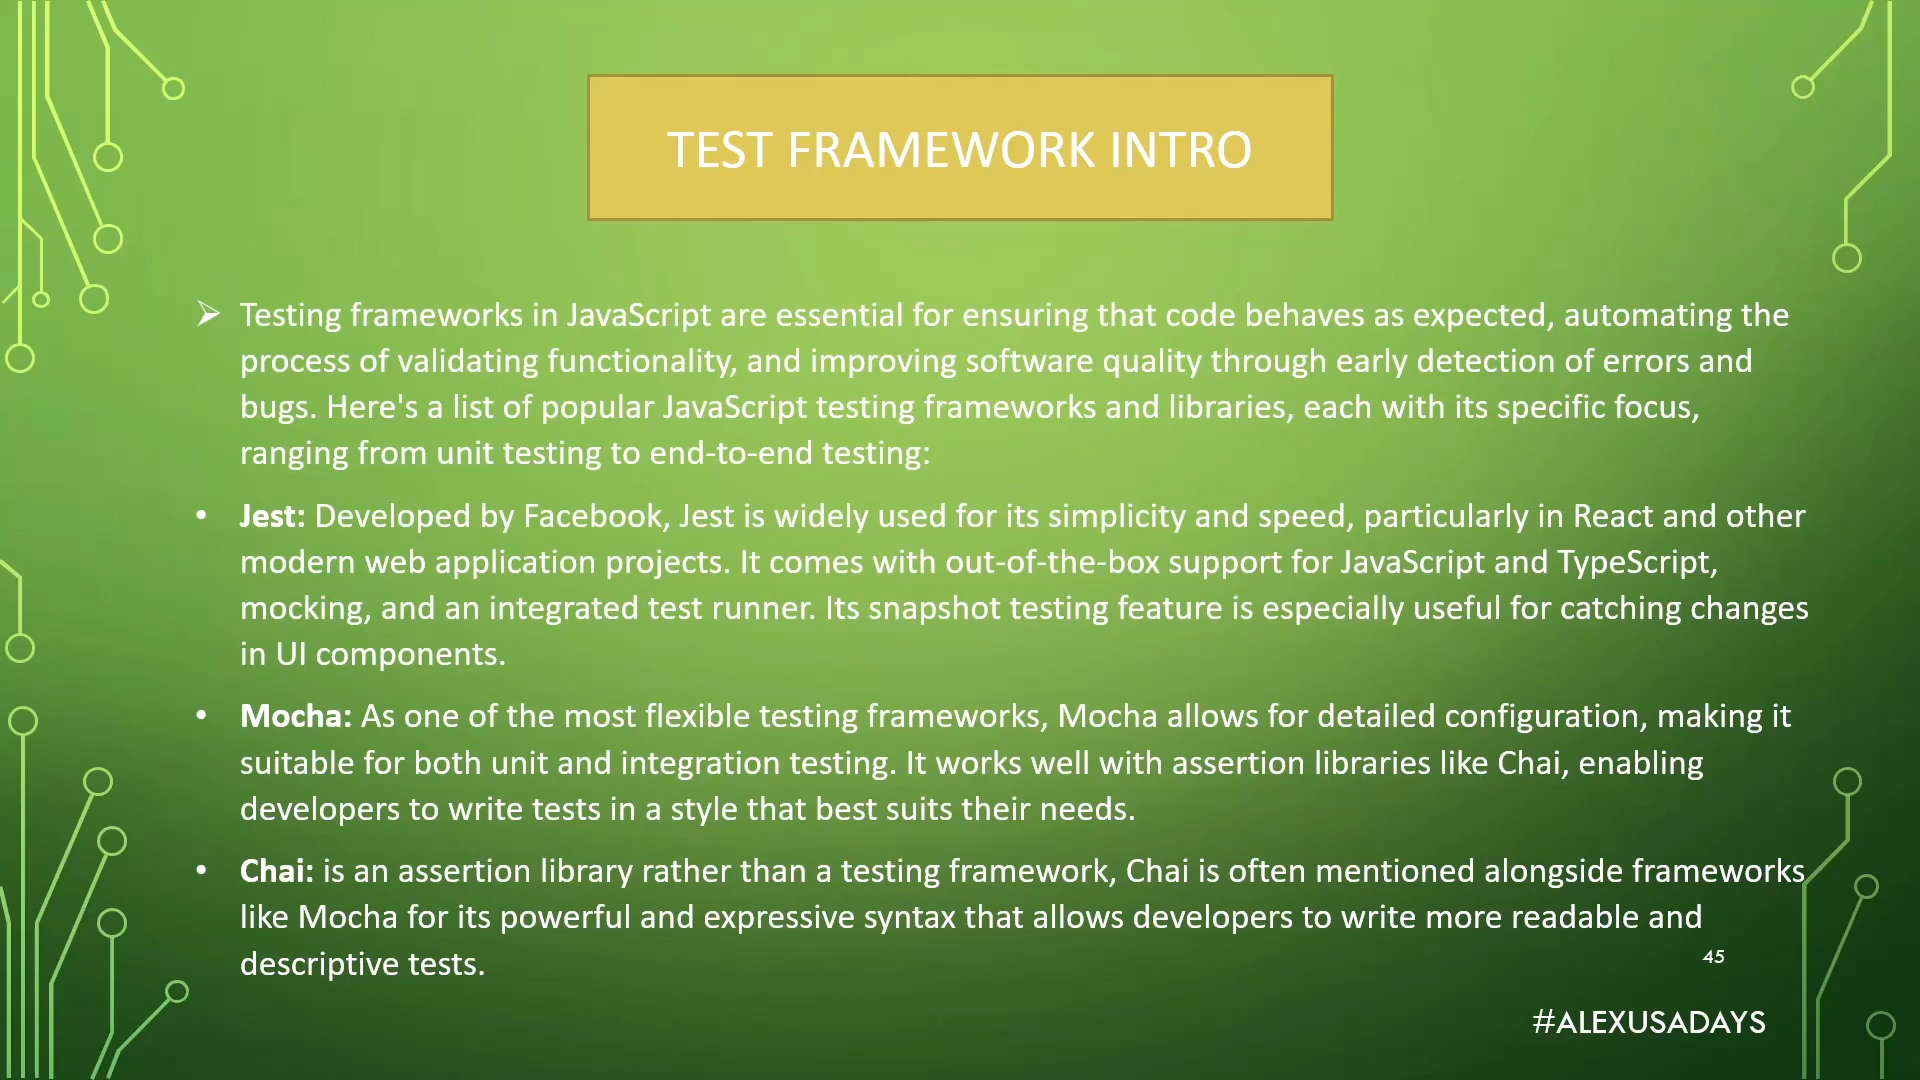 TEST FRAMEWORK INTRO
➢ Testing frameworks in JavaScript are essential for ensuring that code behaves as expected, automating the
process of validating functionality, and improving software quality through early detection of errors and
bugs. Here's a list of popular JavaScript testing frameworks and libraries, each with its specific focus,
ranging from unit testing to end-to-end testing:
• Jest: Developed by Facebook, Jest is widely used for its simplicity and speed, particularly in React and other
modern web application projects. It comes with out-of-the-box support for JavaScript and TypeScript,
mocking, and an integrated test runner. Its snapshot testing feature is especially useful for catching changes
in UI components.
• Mocha: As one of the most flexible testing frameworks, Mocha allows for detailed configuration, making it
suitable for both unit and integration testing. It works well with assertion libraries like Chai, enabling
developers to write tests in a style that best suits their needs.
• Chai: is an assertion library rather than a testing framework, Chai is often mentioned alongside frameworks
like Mocha for its powerful and expressive syntax that allows developers to write more readable and
descriptive tests.
45
#ALEXUSADAYS